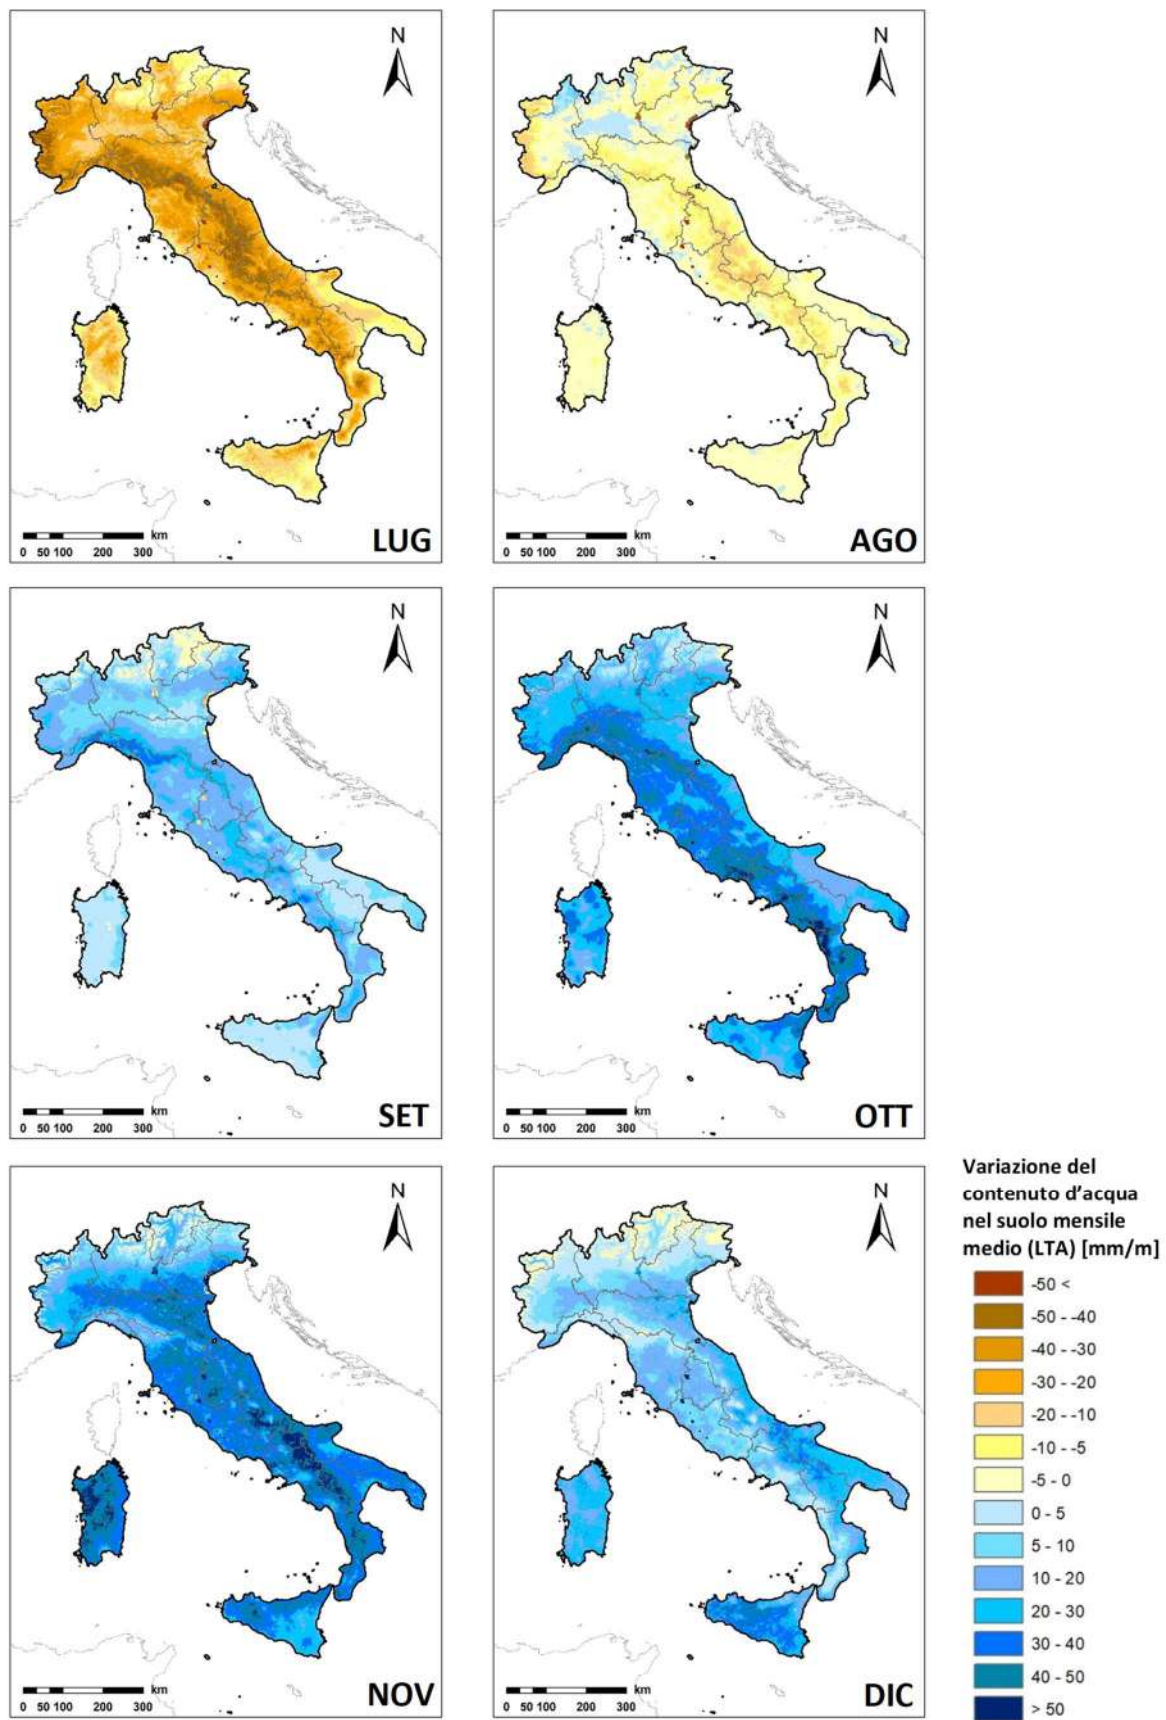 N
N
km
0 50 100 200 300
LUG
km
0 50 100 200 300
AGO
N
N
km
0 50 100 200 300
SET
km
0 50 100 200 300
OTT
N
N
km
0 50 100 200 300
NOV
km
0 50 100 200 300
DIC
Variazione del
contenuto d'acqua
nel suolo mensile
medio (LTA) [mm/m]
-50 <
-50 - -40
-40 - -30
-30 - -20
-20 - -10
-10 - -5
-5 - 0
0 - 5
5 - 10
10 - 20
20 - 30
30 - 40
40 - 50
> 50